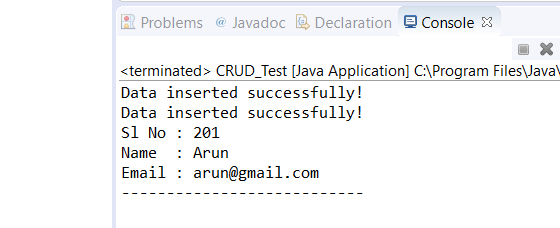 Problems @ Javadoc Declaration Console
<terminated> CRUD_Test [Java Application] C:\Program Files\Java\
Data inserted successfully!
Data inserted successfully!
Sl No : 201
Name  : Arun
Email : arun@gmail.com
---------------------------